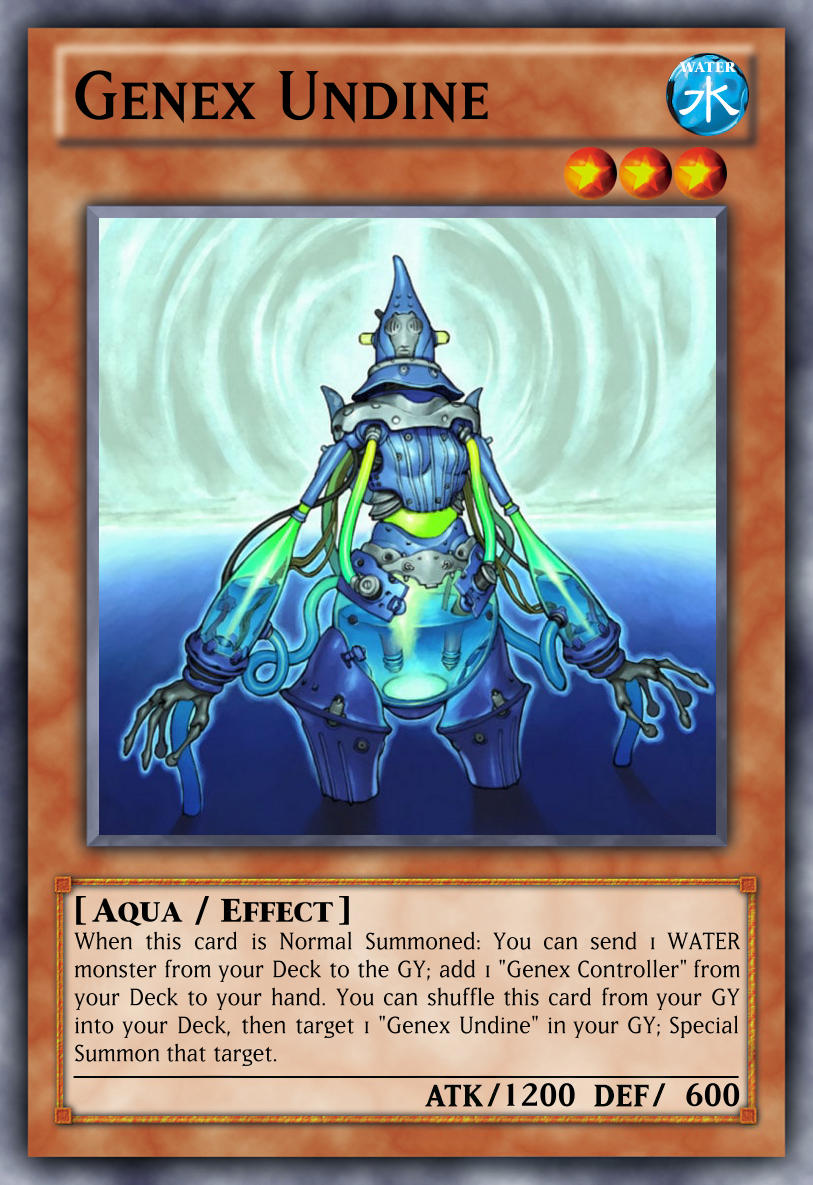 Genex Undine
WATER
水
[ Aqua / Effect ]
When this card is Normal Summoned: You can send 1 WATER
monster from your Deck to the GY; add 1 "Genex Controller" from
your Deck to your hand. You can shuffle this card from your GY
into your Deck, then target 1 "Genex Undine" in your GY; Special
Summon that target.
ATK/1200 DEF/ 600